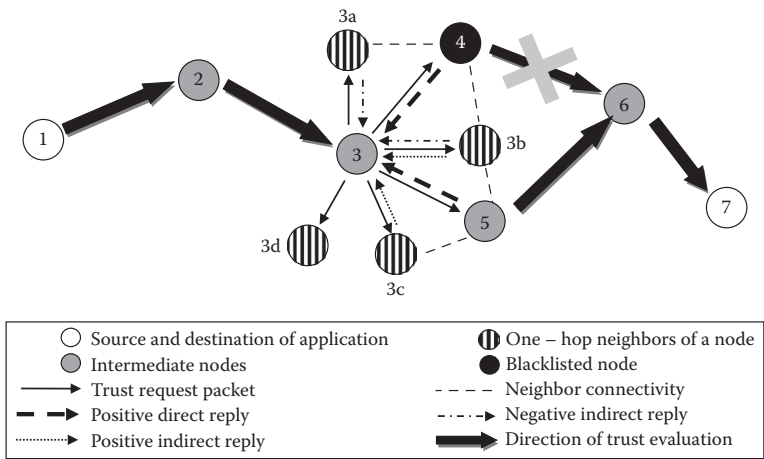 3a
4
2
6
1
3
3b
5
7
3d
3c
Source and destination of application
Intermediate nodes
Trust request packet
Positive direct reply
Positive indirect reply
One – hop neighbors of a node
Blacklisted node
Neighbor connectivity
Negative indirect reply
Direction of trust evaluation